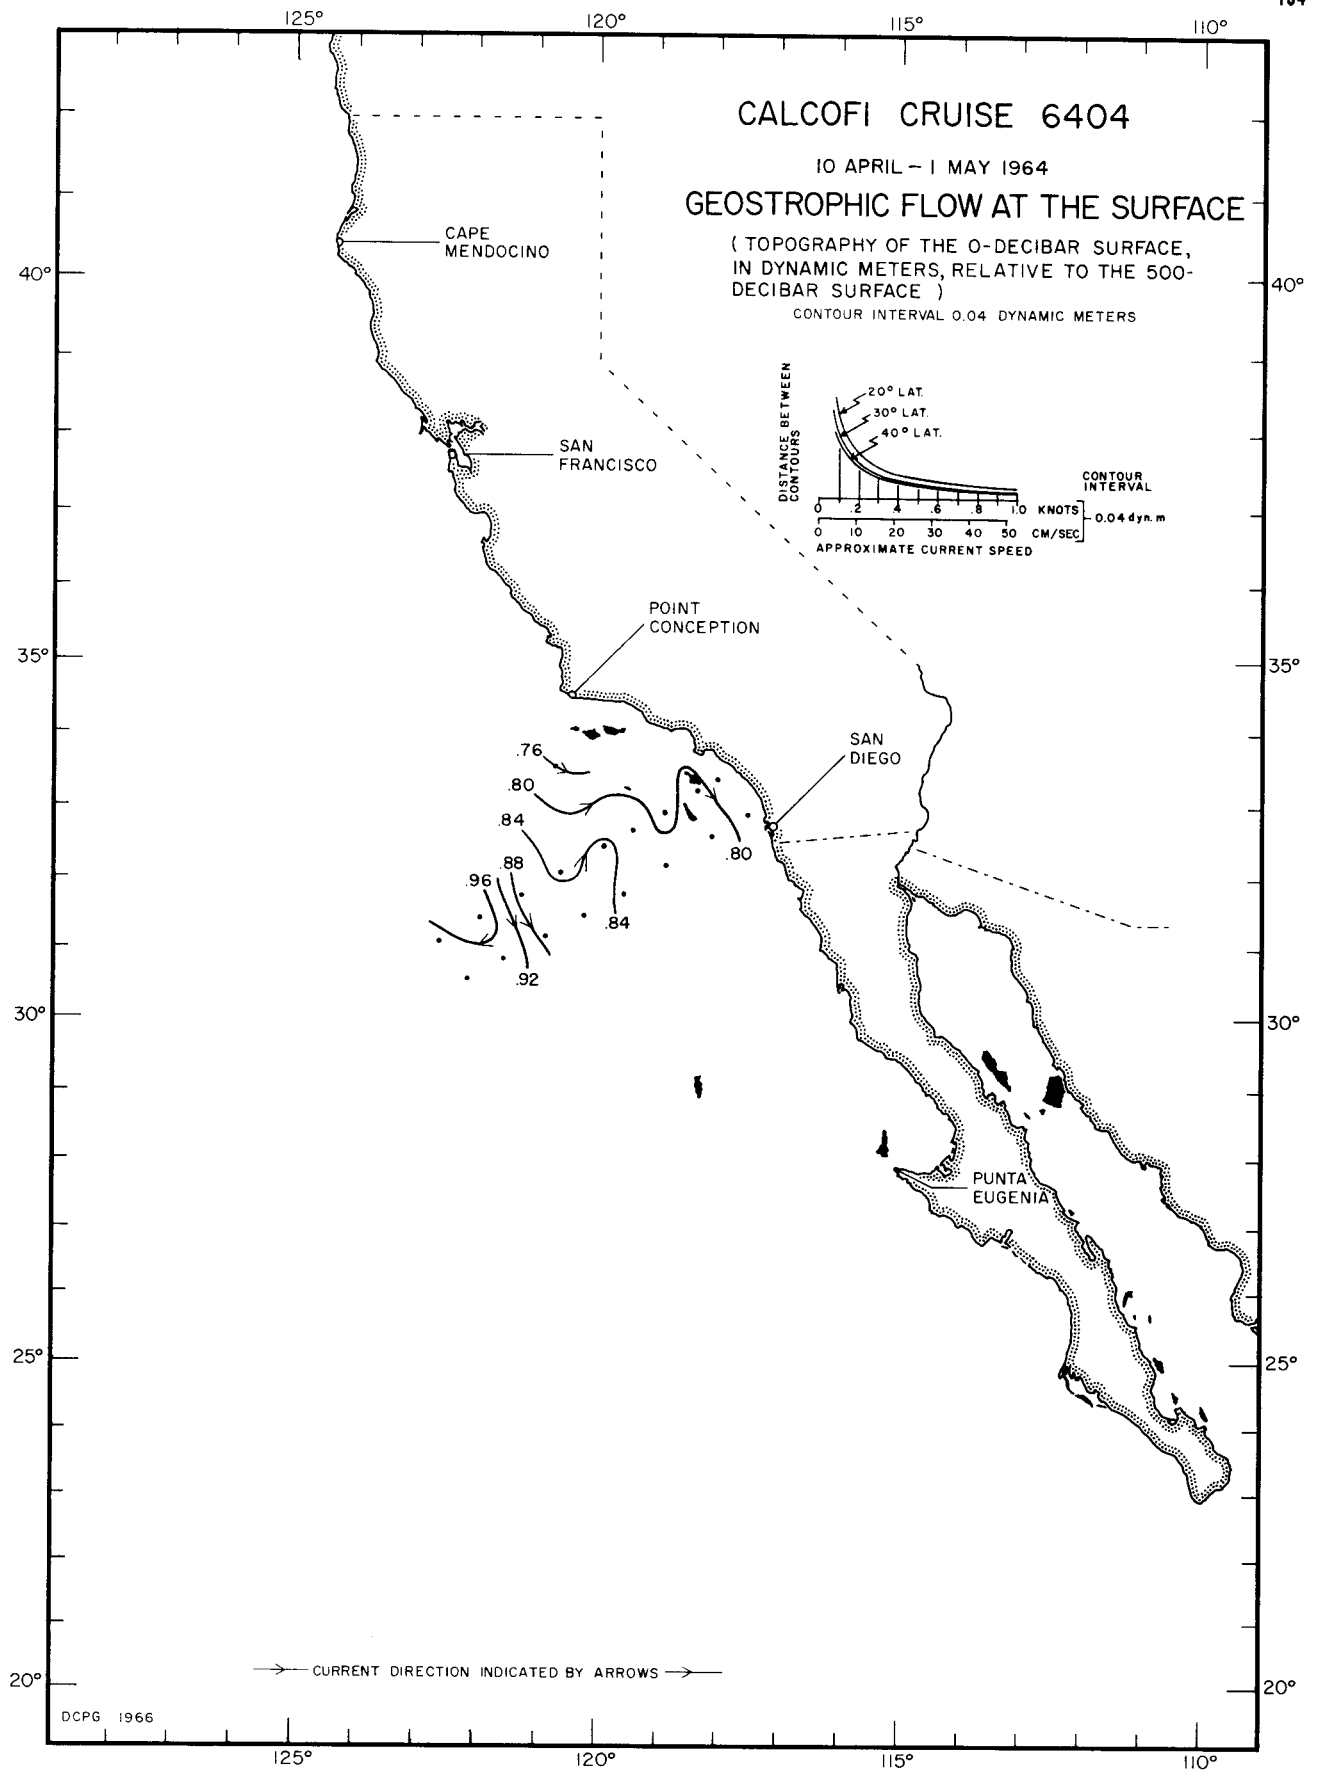 125°
120°
115°
110°
CALCOFI CRUISE 6404
10 APRIL – 1 MAY 1964
GEOSTROPHIC FLOW AT THE SURFACE
( TOPOGRAPHY OF THE 0-DECIBAR SURFACE,
IN DYNAMIC METERS, RELATIVE TO THE 500-
DECIBAR SURFACE )
CONTOUR INTERVAL 0.04 DYNAMIC METERS
CAPE
MENDOCINO
40°
40°
DISTANCE BETWEEN
CONTOURS
20° LAT.
30° LAT.
40° LAT.
CONTOUR
INTERVAL
0 .2 .4 .6 .8 1.0 KNOTS
0.04 dyn. m
0 10 20 30 40 50 CM/SEC
APPROXIMATE CURRENT SPEED
SAN
FRANCISCO
POINT
CONCEPTION
35°
35°
SAN
DIEGO
.76
.80
.84
.88
.96
.80
.84
.92
30°
30°
PUNTA
EUGENIA
25°
25°
CURRENT DIRECTION INDICATED BY ARROWS
20°
20°
DCPG 1966
125°
120°
115°
110°